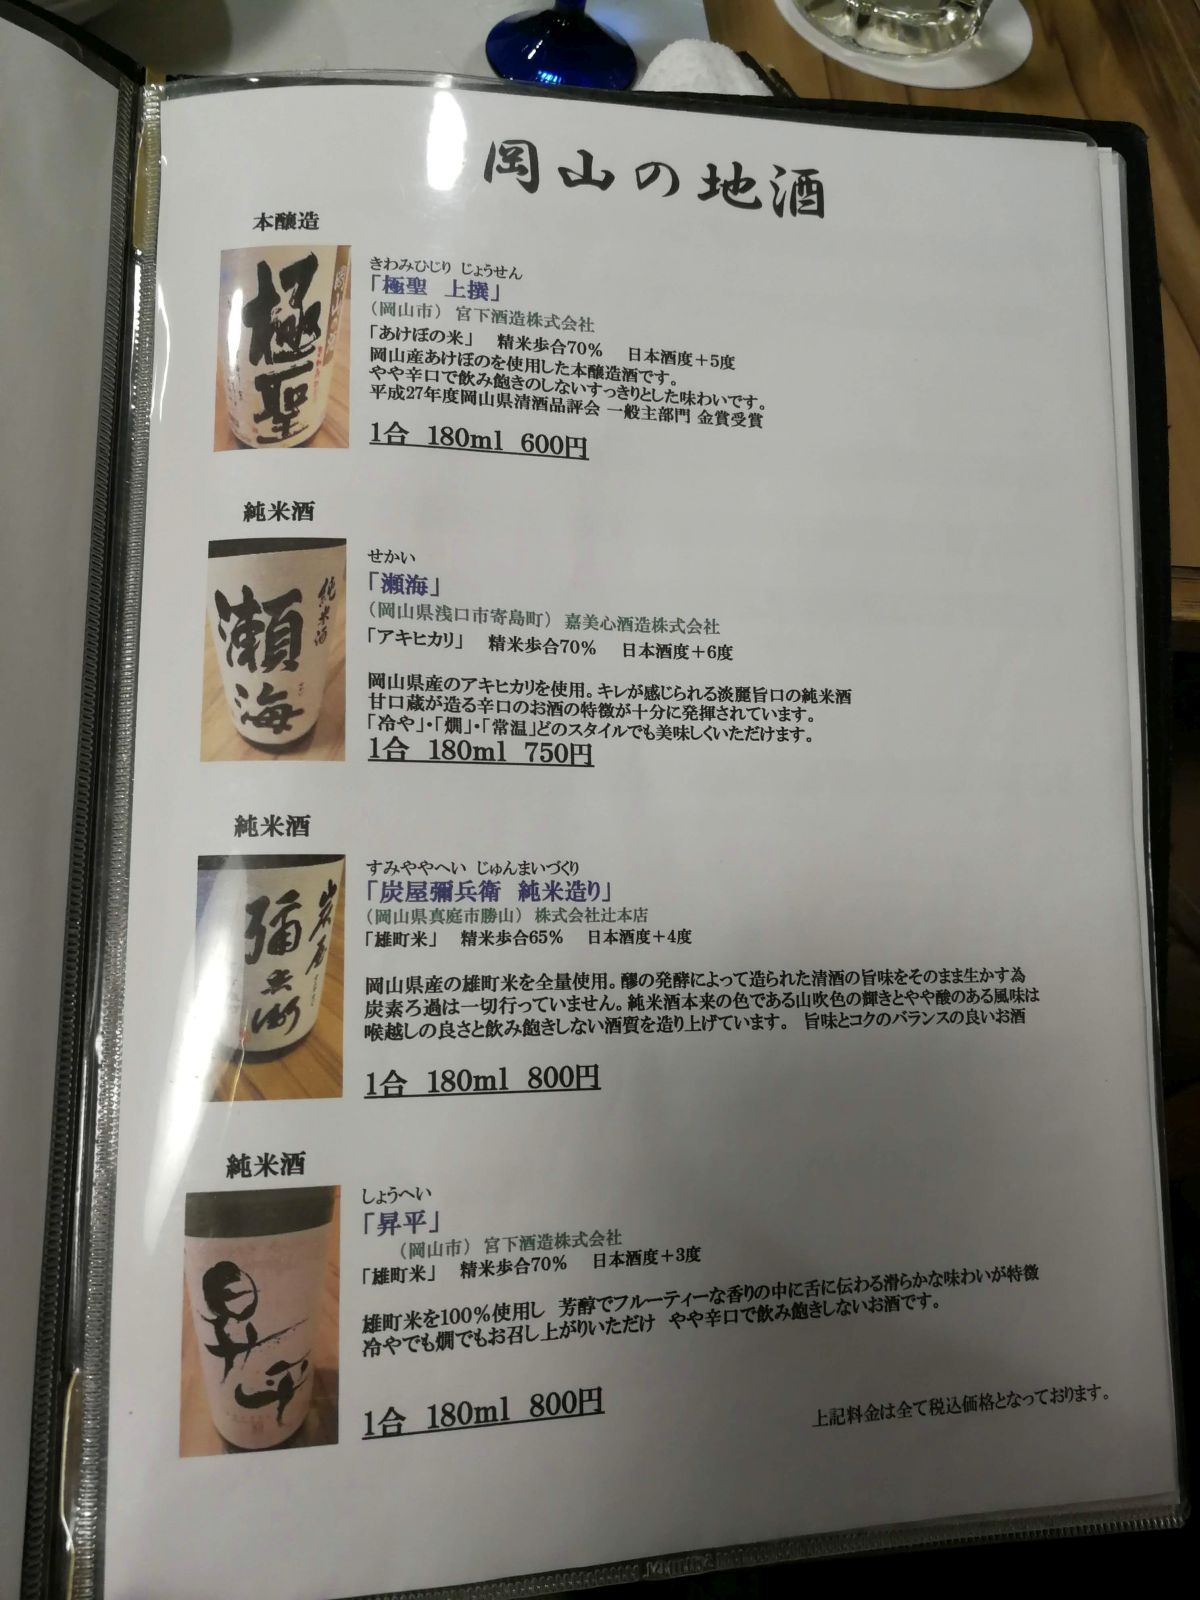 岡山の地酒
本醸造
極聖
きわみひじり じょうせん
「極聖 上撰」
（岡山市） 宮下酒造株式会社
「あけぼの米」 精米歩合70% 日本酒度＋5度
岡山産あけぼのを使用した本醸造酒です。
やや辛口で飲み飽きのしないすっきりとした味わいです。
平成27年度岡山県清酒品評会 一般主部門 金賞受賞
1合 180ml 600円
純米酒
純米酒
瀬海
せかい
「瀬海」
（岡山県浅口市寄島町） 嘉美心酒造株式会社
「アキヒカリ」 精米歩合70% 日本酒度＋6度
岡山県産のアキヒカリを使用。キレが感じられる淡麗旨口の純米酒
甘口蔵が造る辛口のお酒の特徴が十分に発揮されています。
「冷や」・「燗」・「常温」どのスタイルでも美味しくいただけます。
1合 180ml 750円
純米酒
炭屋
彌兵衛
すみややへい じゅんまいづくり
「炭屋彌兵衛 純米造り」
（岡山県真庭市勝山） 株式会社辻本店
「雄町米」 精米歩合65% 日本酒度＋4度
岡山県産の雄町米を全量使用。醪の発酵によって造られた清酒の旨味をそのまま生かす為
炭素ろ過は一切行っていません。純米酒本来の色である山吹色の輝きとやや酸のある風味は
喉越しの良さと飲み飽きしない酒質を造り上げています。 旨味とコクのバランスの良いお酒
1合 180ml 800円
純米酒
昇平
しょうへい
「昇平」
（岡山市） 宮下酒造株式会社
「雄町米」 精米歩合70% 日本酒度＋3度
雄町米を100%使用し 芳醇でフルーティーな香りの中に舌に伝わる滑らかな味わいが特徴
冷やでも燗でもお召し上がりいただけ やや辛口で飲み飽きしないお酒です。
1合 180ml 800円
上記料金は全て税込価格となっております。